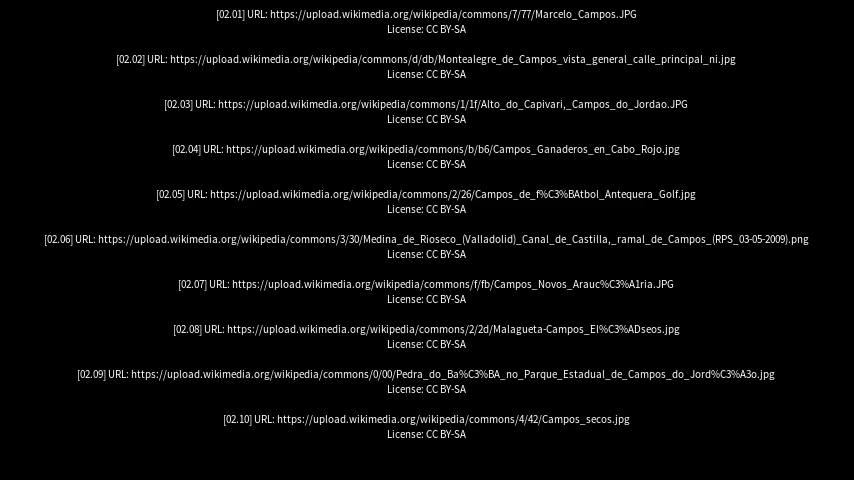 [02.01] URL: https://upload.wikimedia.org/wikipedia/commons/7/77/Marcelo_Campos.JPG
License: CC BY-SA
[02.02] URL: https://upload.wikimedia.org/wikipedia/commons/d/db/Montealegre_de_Campos_vista_general_calle_principal_ni.jpg
License: CC BY-SA
[02.03] URL: https://upload.wikimedia.org/wikipedia/commons/1/1f/Alto_do_Capivari,_Campos_do_Jordao.JPG
License: CC BY-SA
[02.04] URL: https://upload.wikimedia.org/wikipedia/commons/b/b6/Campos_Ganaderos_en_Cabo_Rojo.jpg
License: CC BY-SA
[02.05] URL: https://upload.wikimedia.org/wikipedia/commons/2/26/Campos_de_f%C3%BAtbol_Antequera_Golf.jpg
License: CC BY-SA
[02.06] URL: https://upload.wikimedia.org/wikipedia/commons/3/30/Medina_de_Rioseco_(Valladolid)_Canal_de_Castilla,_ramal_de_Campos_(RPS_03-05-2009).png
License: CC BY-SA
[02.07] URL: https://upload.wikimedia.org/wikipedia/commons/f/fb/Campos_Novos_Arauc%C3%A1ria.JPG
License: CC BY-SA
[02.08] URL: https://upload.wikimedia.org/wikipedia/commons/2/2d/Malagueta-Campos_El%C3%ADseos.jpg
License: CC BY-SA
[02.09] URL: https://upload.wikimedia.org/wikipedia/commons/0/00/Pedra_do_Ba%C3%BA_no_Parque_Estadual_de_Campos_do_Jord%C3%A3o.jpg
License: CC BY-SA
[02.10] URL: https://upload.wikimedia.org/wikipedia/commons/4/42/Campos_secos.jpg
License: CC BY-SA